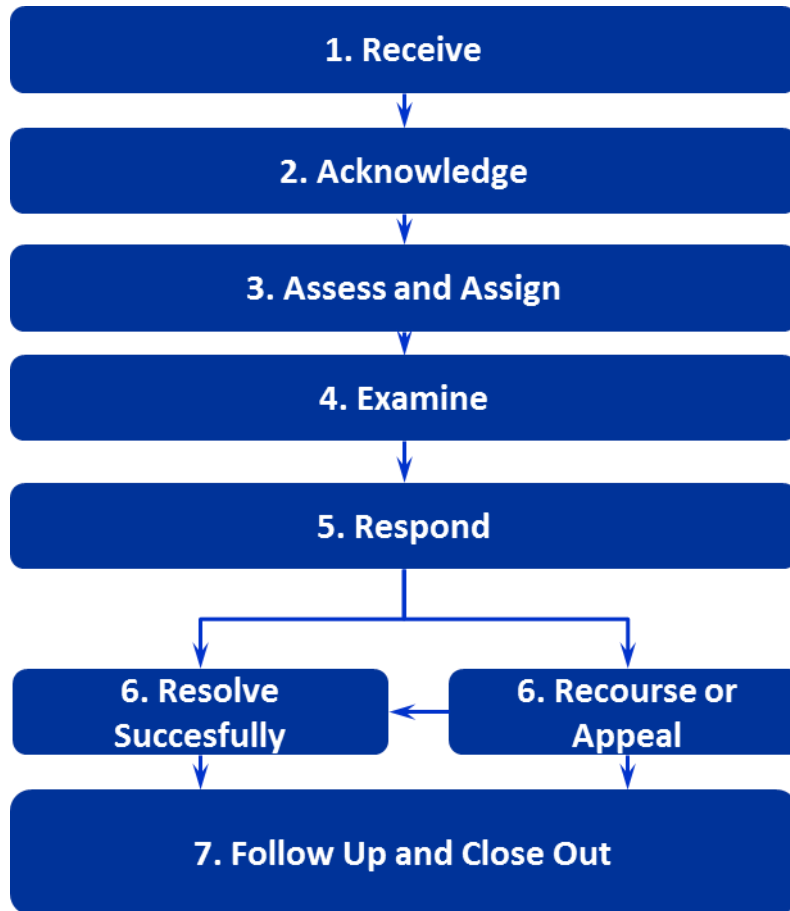 1. Receive
2. Acknowledge
3. Assess and Assign
4. Examine
5. Respond
6. Resolve
Succesfully
6. Recourse or
Appeal
7. Follow Up and Close Out